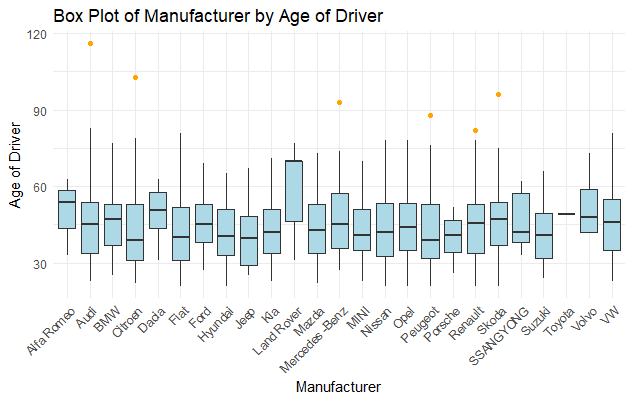 Box Plot of Manufacturer by Age of Driver
120
90
60
30
Age of Driver
Alfa Romeo
Audi
BMW
Citroen
Dacia
Fiat
Ford
Hyundai
Jeep
Kia
Land Rover
Mazda
Mercedes -Benz
MINI
Nissan
Opel
Peugeot
Porsche
Renault
Skoda
SSANGYONG
Suzuki
Toyota
Volvo
VW
Manufacturer